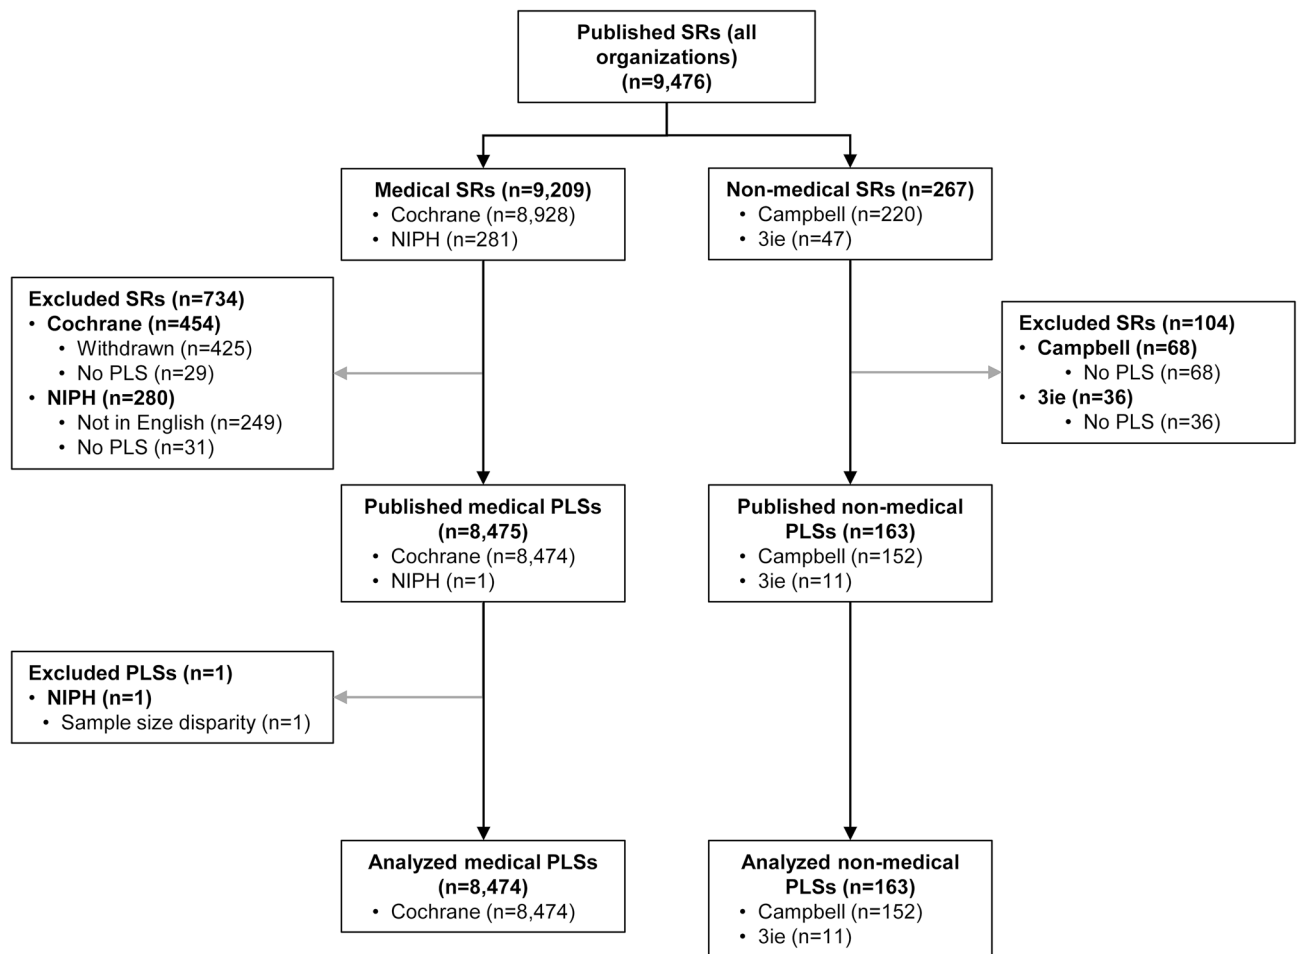 Published SRs (all
organizations)
(n=9,476)
Medical SRs (n=9,209)
• Cochrane (n=8,928)
• NIPH (n=281)
Non-medical SRs (n=267)
• Campbell (n=220)
• 3ie (n=47)
Excluded SRs (n=734)
• Cochrane (n=454)
• Withdrawn (n=425)
• No PLS (n=29)
• NIPH (n=280)
• Not in English (n=249)
• No PLS (n=31)
Excluded SRs (n=104)
• Campbell (n=68)
• No PLS (n=68)
• 3ie (n=36)
• No PLS (n=36)
Published medical PLSs
(n=8,475)
• Cochrane (n=8,474)
• NIPH (n=1)
Published non-medical
PLSs (n=163)
• Campbell (n=152)
• 3ie (n=11)
Excluded PLSs (n=1)
• NIPH (n=1)
• Sample size disparity (n=1)
Analyzed medical PLSs
(n=8,474)
• Cochrane (n=8,474)
Analyzed non-medical
PLSs (n=163)
• Campbell (n=152)
• 3ie (n=11)